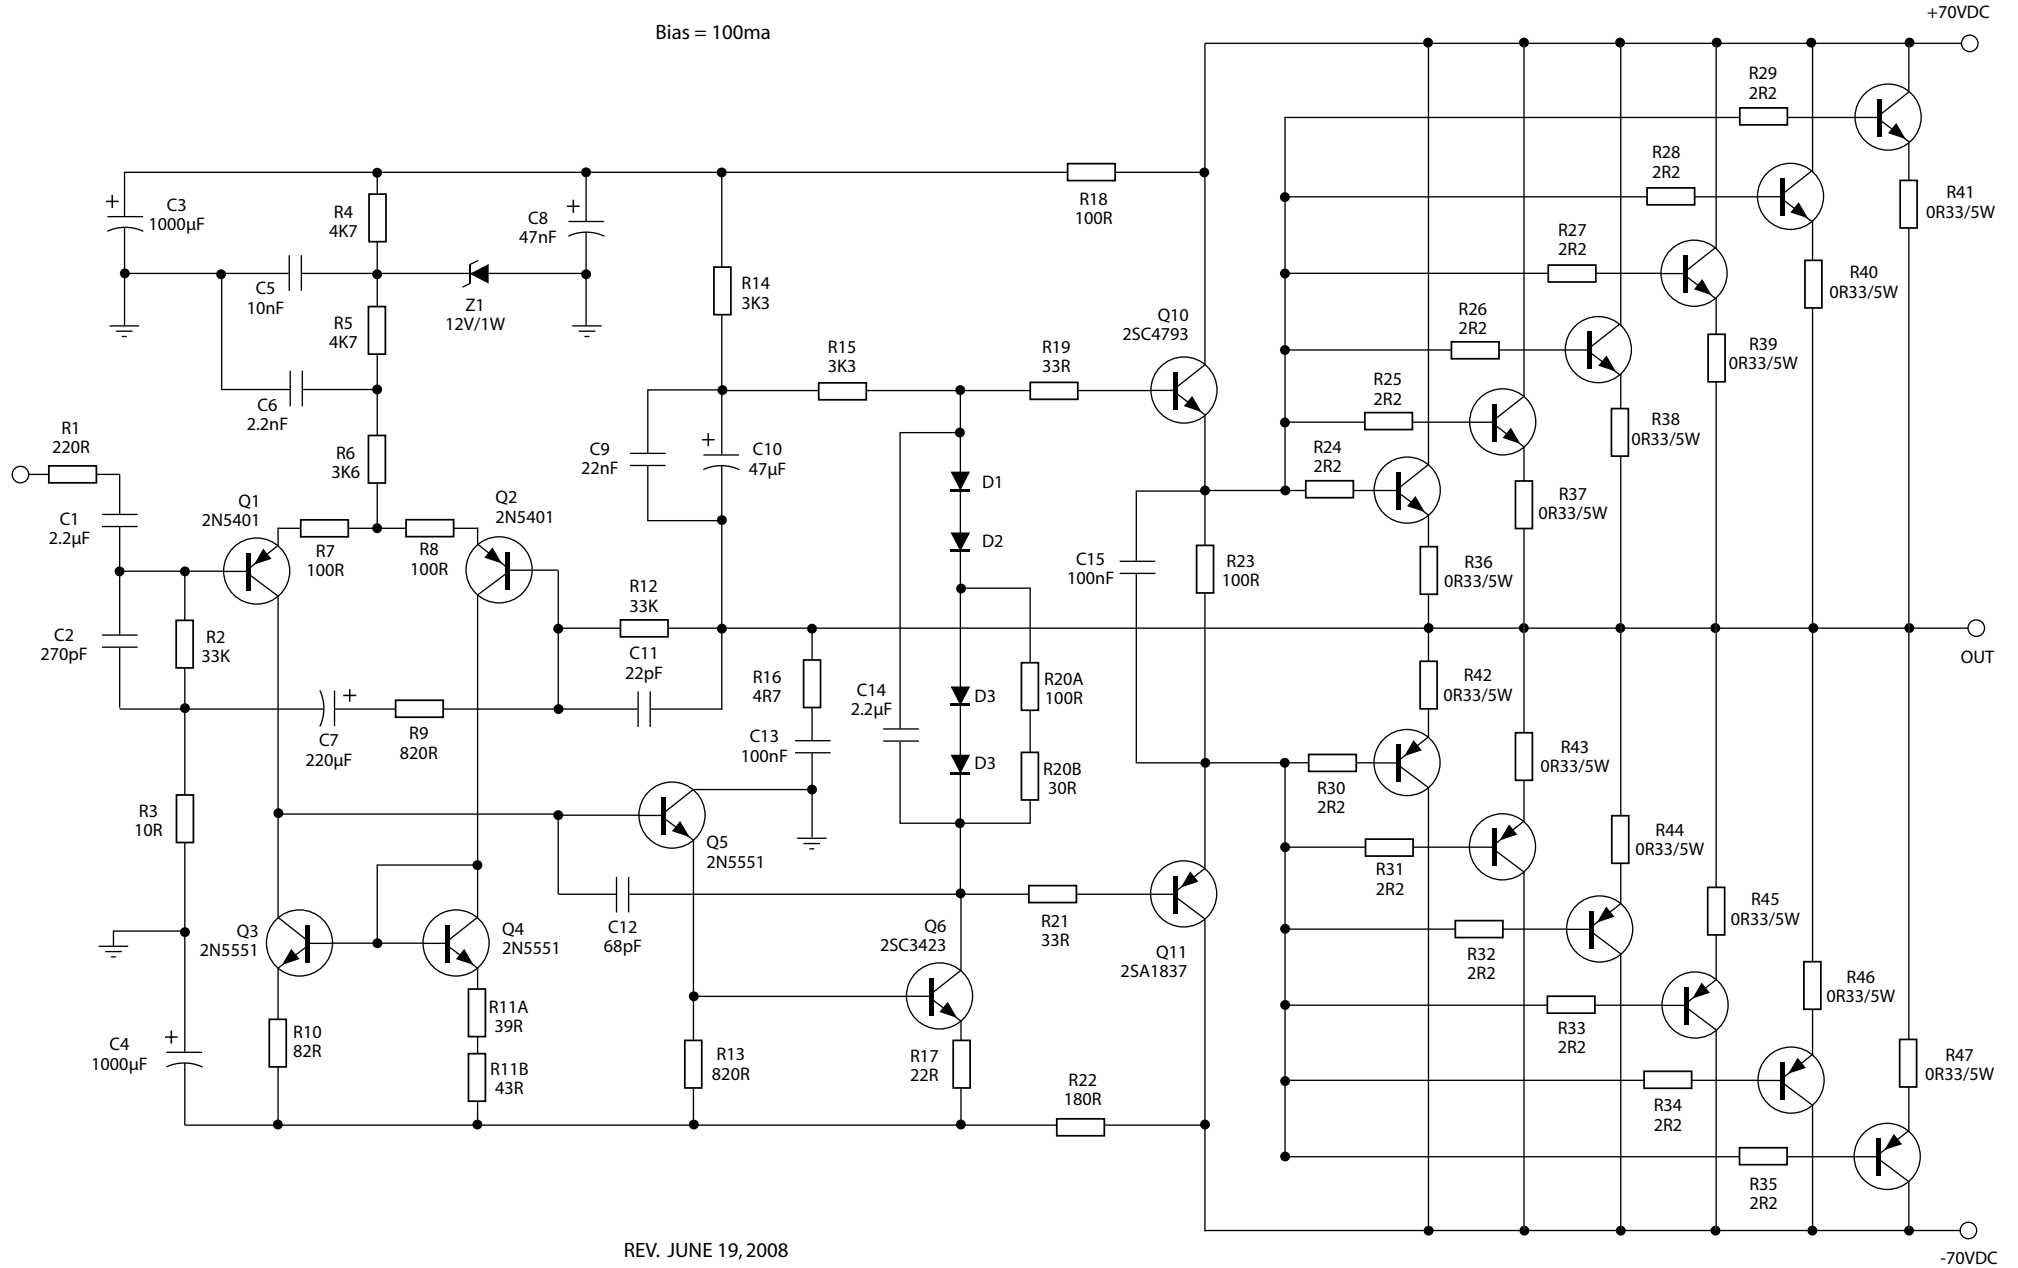 Bias = 100ma
+70VDC
R29
2R2
R28
2R2
R41
0R33/5W
R18
100R
C3
1000µF
R4
4K7
C8
47nF
R27
2R2
R40
0R33/5W
C5
10nF
Z1
12V/1W
R14
3K3
R5
4K7
Q10
2SC4793
R26
2R2
R39
0R33/5W
R15
3K3
R19
33R
R25
2R2
C6
2.2nF
R38
0R33/5W
R1
220R
R6
3K6
C9
22nF
C10
47µF
R24
2R2
D1
R37
0R33/5W
Q1
2N5401
Q2
2N5401
C1
2.2µF
R7
100R
R8
100R
D2
C15
100nF
R23
100R
R36
0R33/5W
R12
33K
C2
270pF
R2
33K
C11
22pF
OUT
R16
4R7
C14
2.2µF
D3
R20A
100R
R42
0R33/5W
C7
220µF
R9
820R
C13
100nF
D3
R20B
30R
R43
0R33/5W
R30
2R2
R3
10R
Q5
2N5551
R44
0R33/5W
R31
2R2
R45
0R33/5W
C12
68pF
R21
33R
Q3
2N5551
Q4
2N5551
Q6
2SC3423
Q11
2SA1837
R32
2R2
R46
0R33/5W
R11A
39R
R33
2R2
C4
1000µF
R10
82R
R11B
43R
R13
820R
R17
22R
R22
180R
R47
0R33/5W
R34
2R2
R35
2R2
REV. JUNE 19, 2008
-70VDC